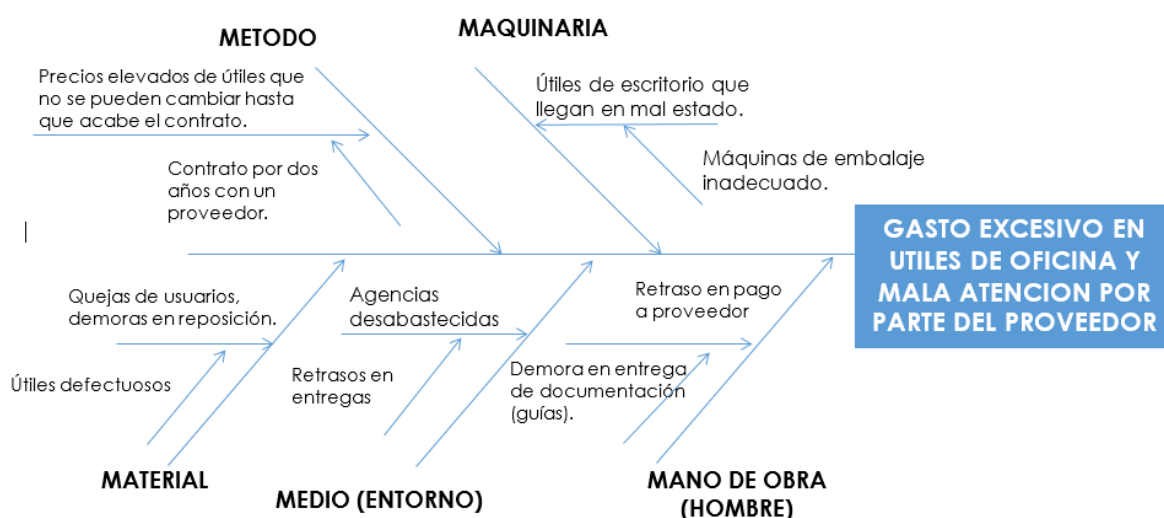 METODO
MAQUINARIA
Precios elevados de útiles que
no se pueden cambiar hasta
que acabe el contrato.
Contrato por dos
años con un
proveedor.
Útiles de escritorio que
llegan en mal estado.
Máquinas de embalaje
inadecuado.
GASTO EXCESIVO EN
UTILES DE OFICINA Y
MALA ATENCION POR
PARTE DEL PROVEEDOR
Quejas de usuarios,
demoras en reposición.
Útiles defectuosos
Agencias
desabastecidas
Retrasos en
entregas
Retraso en pago
a proveedor
Demora en entrega
de documentación
(guías).
MATERIAL
MEDIO (ENTORNO)
MANO DE OBRA
(HOMBRE)